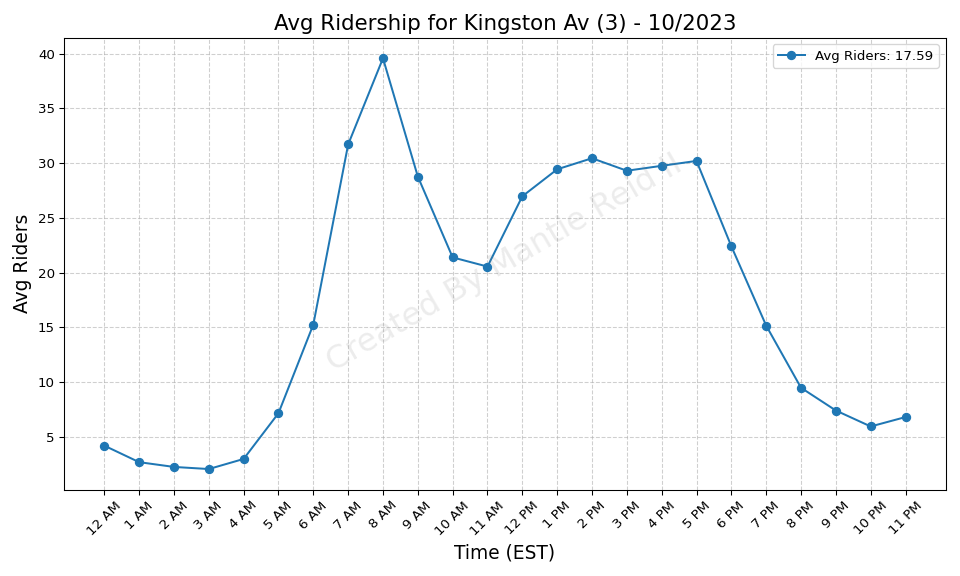 Avg Ridership for Kingston Av (3) - 10/2023
Avg Riders: 17.59
Avg Riders
40
35
30
25
20
15
10
5
Created By Mantle Reid II
12 AM
1 AM
2 AM
3 AM
4 AM
5 AM
6 AM
7 AM
8 AM
9 AM
10 AM
11 AM
12 PM
1 PM
2 PM
3 PM
4 PM
5 PM
6 PM
7 PM
8 PM
9 PM
10 PM
11 PM
Time (EST)